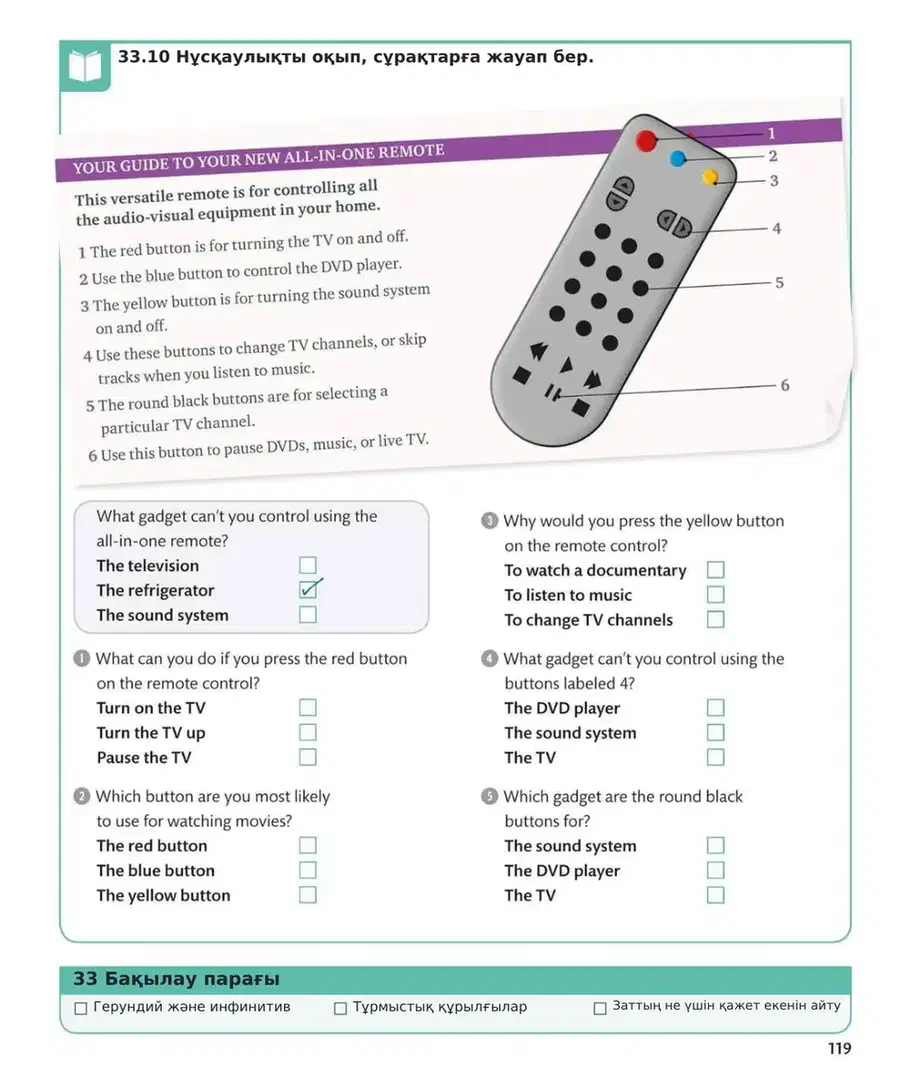 33.10 Нұсқаулықты оқып, сұрақтарға жауап бер.
YOUR GUIDE TO YOUR NEW ALL-IN-ONE REMOTE
This versatile remote is for controlling all
the audio-visual equipment in your home.
1 The red button is for turning the TV on and off.
2 Use the blue button to control the DVD player.
3 The yellow button is for turning the sound system
on and off.
4 Use these buttons to change TV channels, or skip
tracks when you listen to music.
5 The round black buttons are for selecting a
particular TV channel.
6 Use this button to pause DVDs, music, or live TV.
1
2
3
4
5
6
What gadget can't you control using the
all-in-one remote?
The television
The refrigerator
The sound system
1 What can you do if you press the red button
on the remote control?
Turn on the TV
Turn the TV up
Pause the TV
2 Which button are you most likely
to use for watching movies?
The red button
The blue button
The yellow button
3 Why would you press the yellow button
on the remote control?
To watch a documentary
To listen to music
To change TV channels
4 What gadget can't you control using the
buttons labeled 4?
The DVD player
The sound system
The TV
5 Which gadget are the round black
buttons for?
The sound system
The DVD player
The TV
33 Бақылау парағы
Герундий және инфинитив
Тұрмыстық құрылғылар
Заттың не үшін қажет екенін айту
119